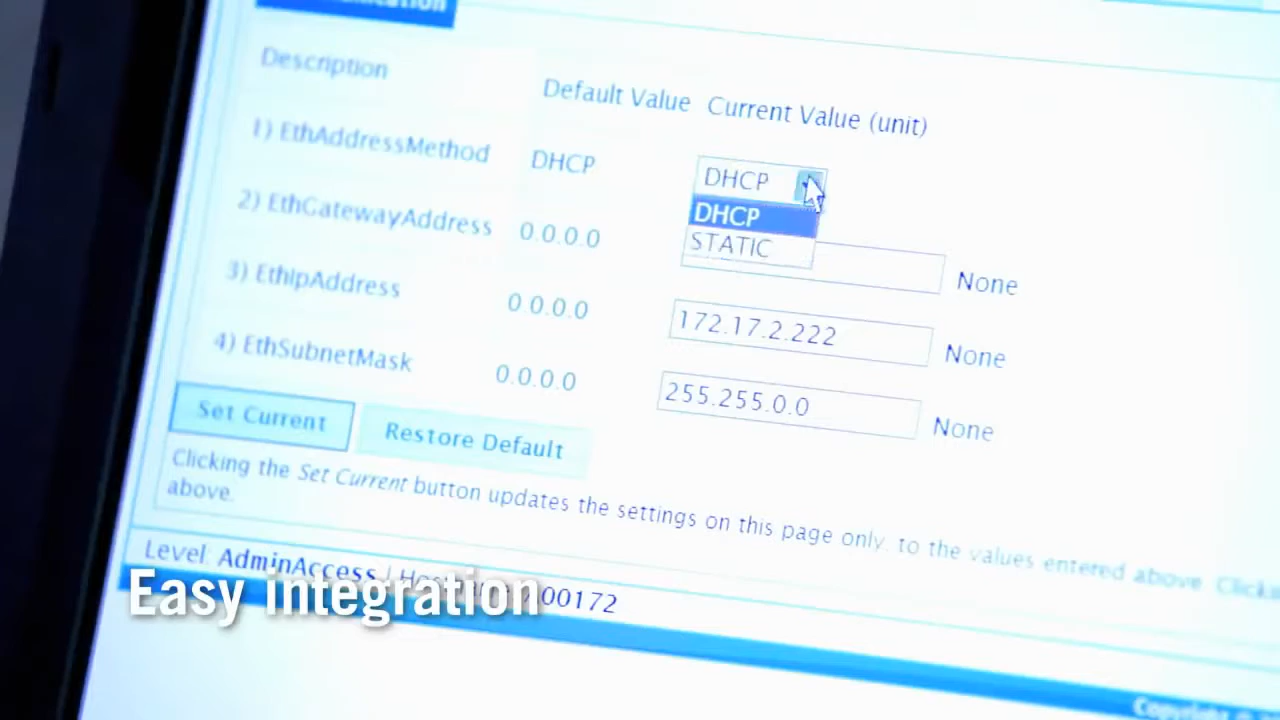 Description Default Value Current Value (unit)
1) EthAddressMethod DHCP DHCP
DHCP
STATIC
2) EthGatewayAddress 0.0.0.0 None
3) EthIpAddress 0.0.0.0 172.17.2.222 None
4) EthSubnetMask 0.0.0.0 255.255.0.0 None
Set Current Restore Default
Clicking the Set Current button updates the settings on this page only, to the values entered above.
above.
Level: AdminAccess | 00172
Easy integration
Copyright ©